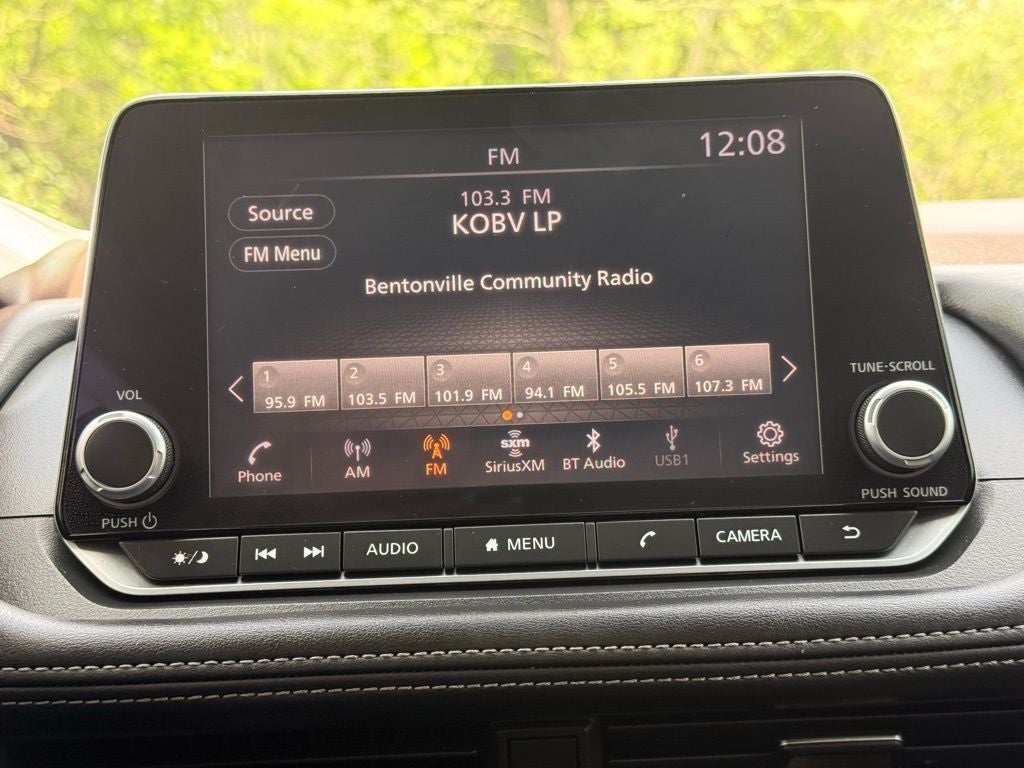 FM
12:08
103.3 FM
KOBV LP
Source
FM Menu
Bentonville Community Radio
1 2 3 4 5 6
95.9 FM 103.5 FM 101.9 FM 94.1 FM 105.5 FM 107.3 FM
VOL
TUNE·SCROLL
Phone AM FM sxm SiriusXM BT Audio USB1 Settings
PUSH
PUSH SOUND
AUDIO MENU CAMERA